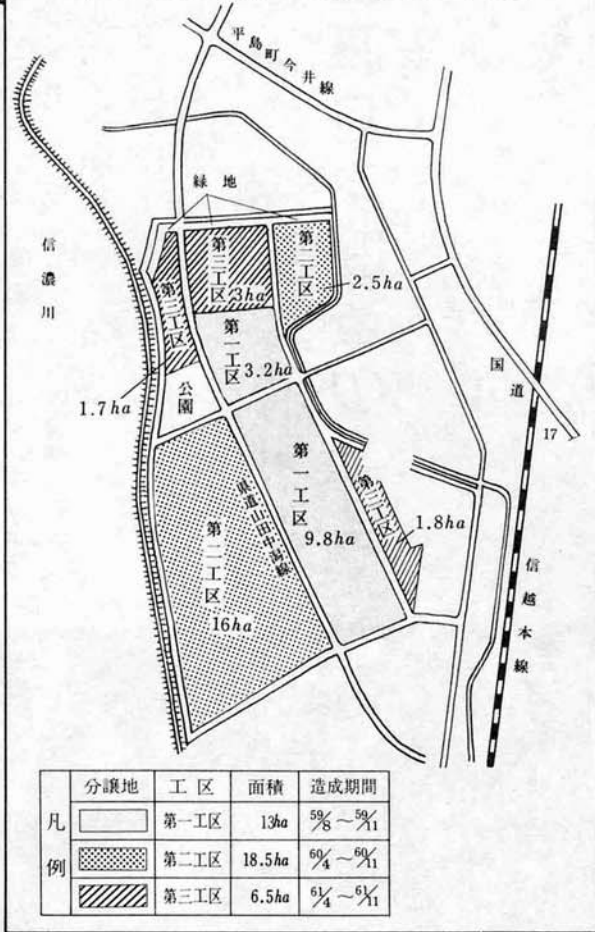 平島町今井線
緑地
信濃川
第三工区
3ha
第二工区
2.5ha
第三工区
1.7ha
第一工区
3.2ha
公園
国道
17
第一工区
9.8ha
県道山田中潟線
第三工区
1.8ha
第二工区
16ha
信越本線
凡例
分譲地 工区 面積 造成期間
第一工区 13ha 59/8～59/11
第二工区 18.5ha 60/4～60/11
第三工区 6.5ha 61/4～61/11